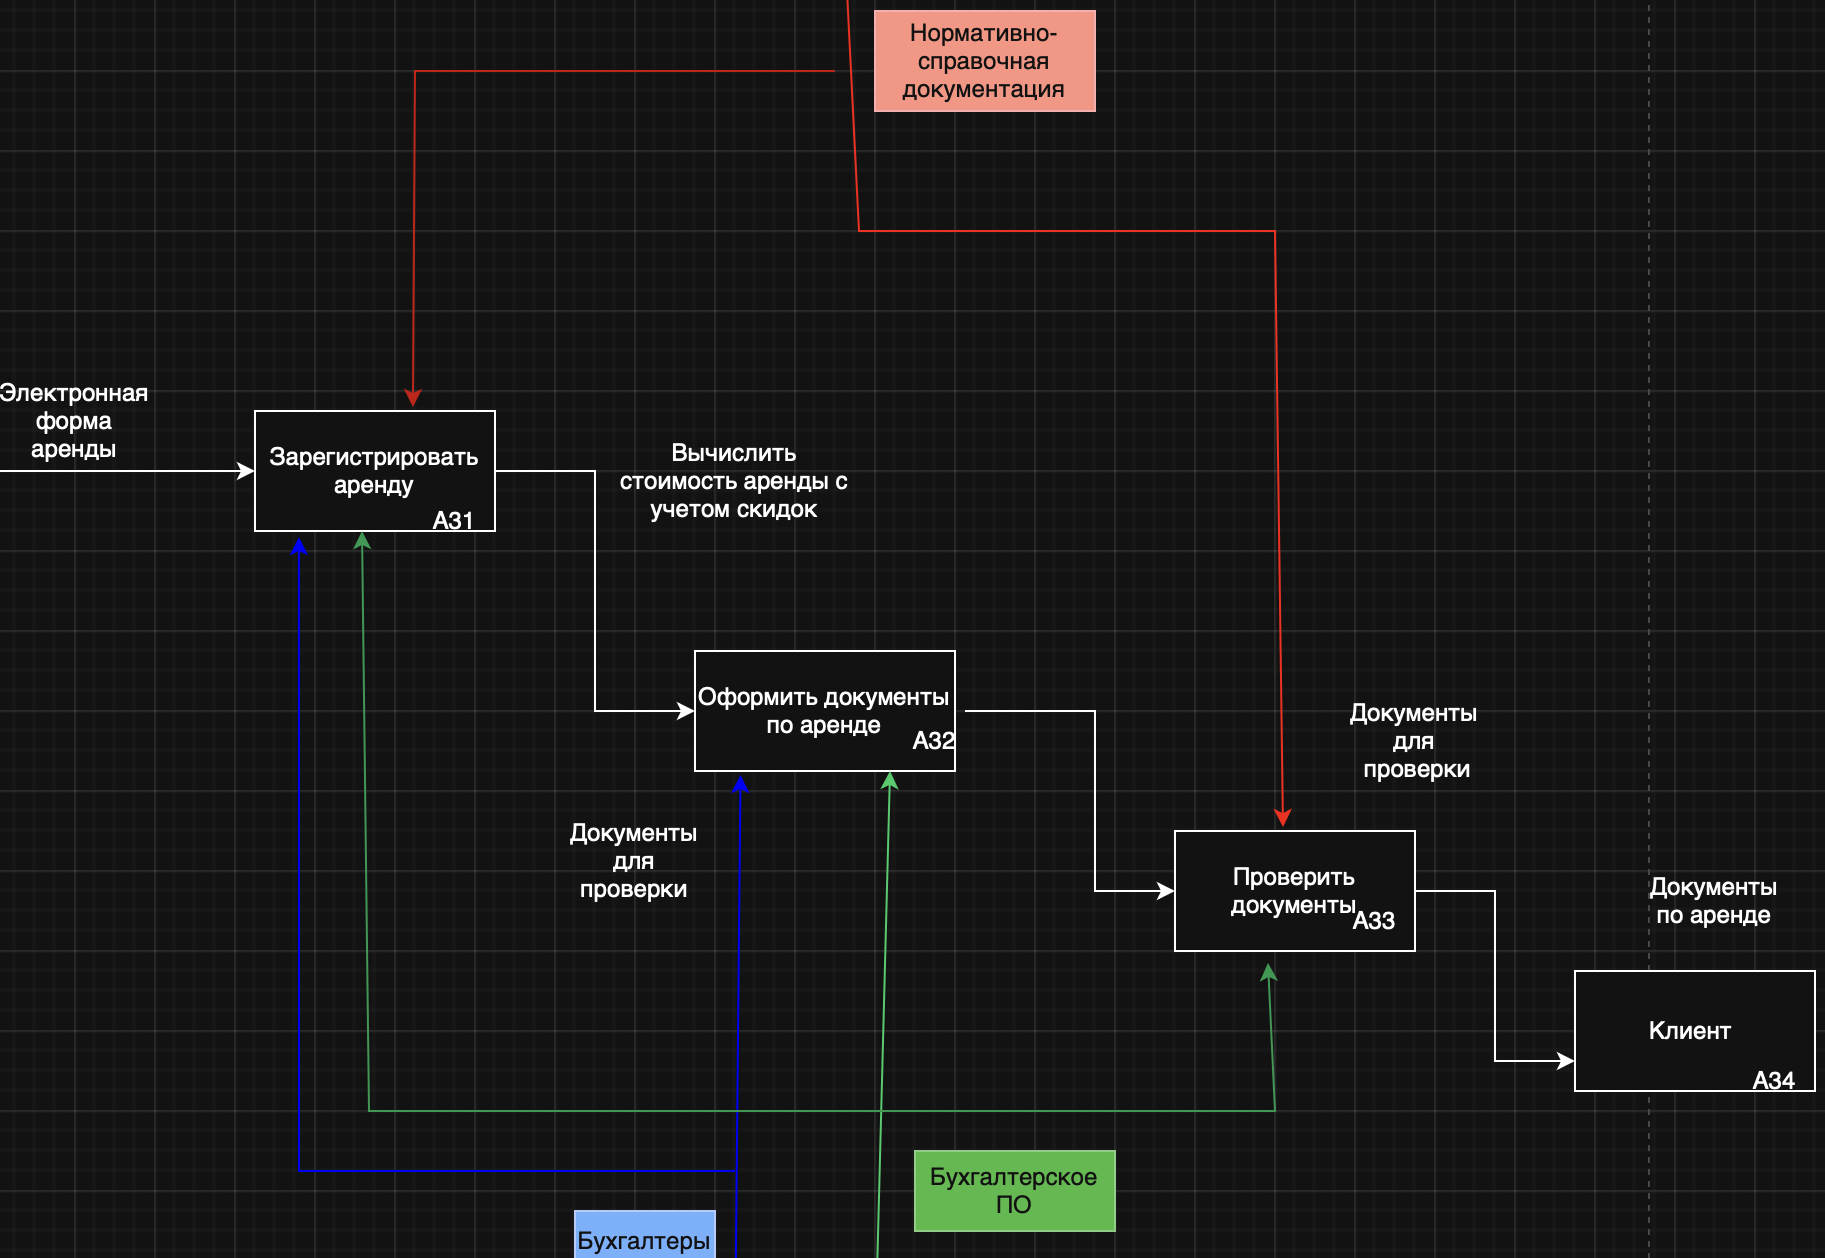 Нормативно-
справочная
документация
Электронная
форма
аренды
Зарегистрировать
аренду
А31
Вычислить
стоимость аренды с
учетом скидок
Оформить документы
по аренде
А32
Документы
для
проверки
Документы
для
проверки
Проверить
документы
А33
Документы
по аренде
Клиент
А34
Бухгалтерское
ПО
Бухгалтеры